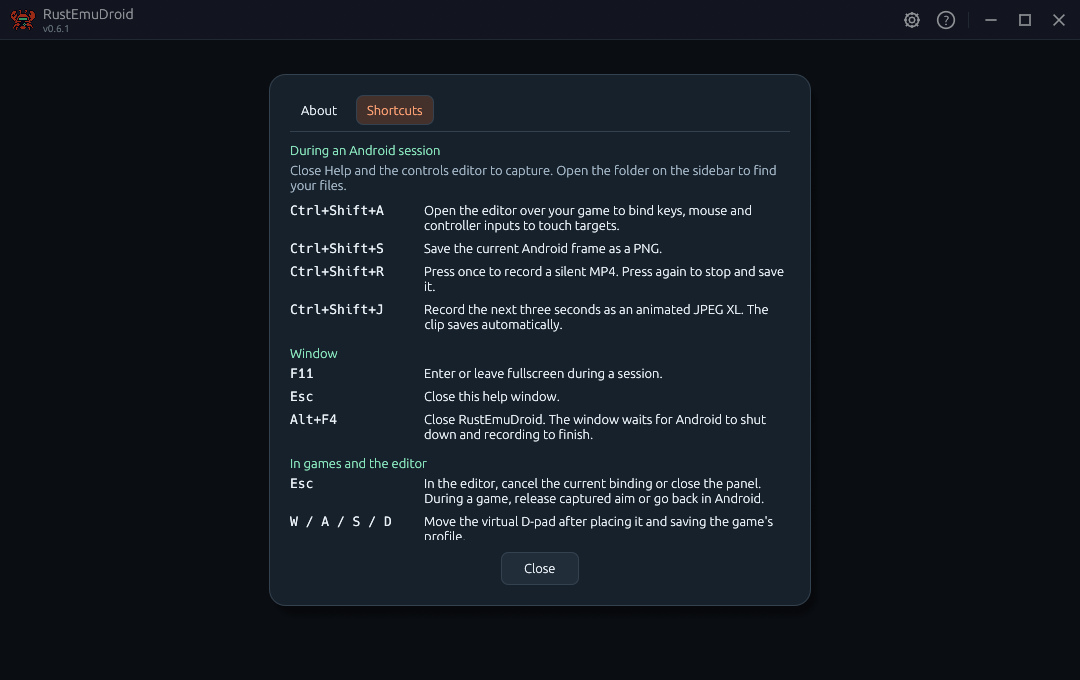 RustEmuDroid
v0.6.1
?
About
Shortcuts
During an Android session
Close Help and the controls editor to capture. Open the folder on the sidebar to find
your files.
Ctrl+Shift+A
Open the editor over your game to bind keys, mouse and
controller inputs to touch targets.
Ctrl+Shift+S
Save the current Android frame as a PNG.
Ctrl+Shift+R
Press once to record a silent MP4. Press again to stop and save
it.
Ctrl+Shift+J
Record the next three seconds as an animated JPEG XL. The
clip saves automatically.
Window
F11
Enter or leave fullscreen during a session.
Esc
Close this help window.
Alt+F4
Close RustEmuDroid. The window waits for Android to shut
down and recording to finish.
In games and the editor
Esc
In the editor, cancel the current binding or close the panel.
During a game, release captured aim or go back in Android.
W / A / S / D
Move the virtual D-pad after placing it and saving the game's
profile.
Close